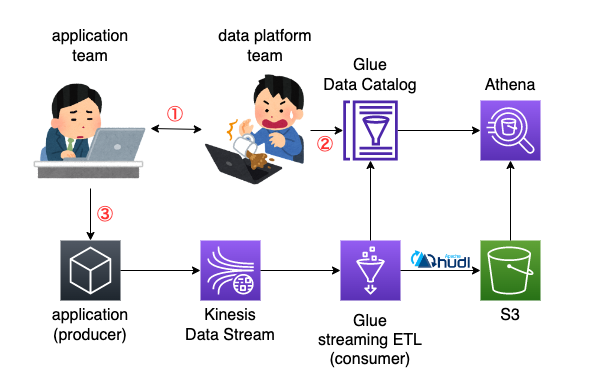 application
team
data platform
team
Glue
Data Catalog
Athena
①
②
③
Apache
hudi
application
(producer)
Kinesis
Data Stream
Glue
streaming ETL
(consumer)
S3